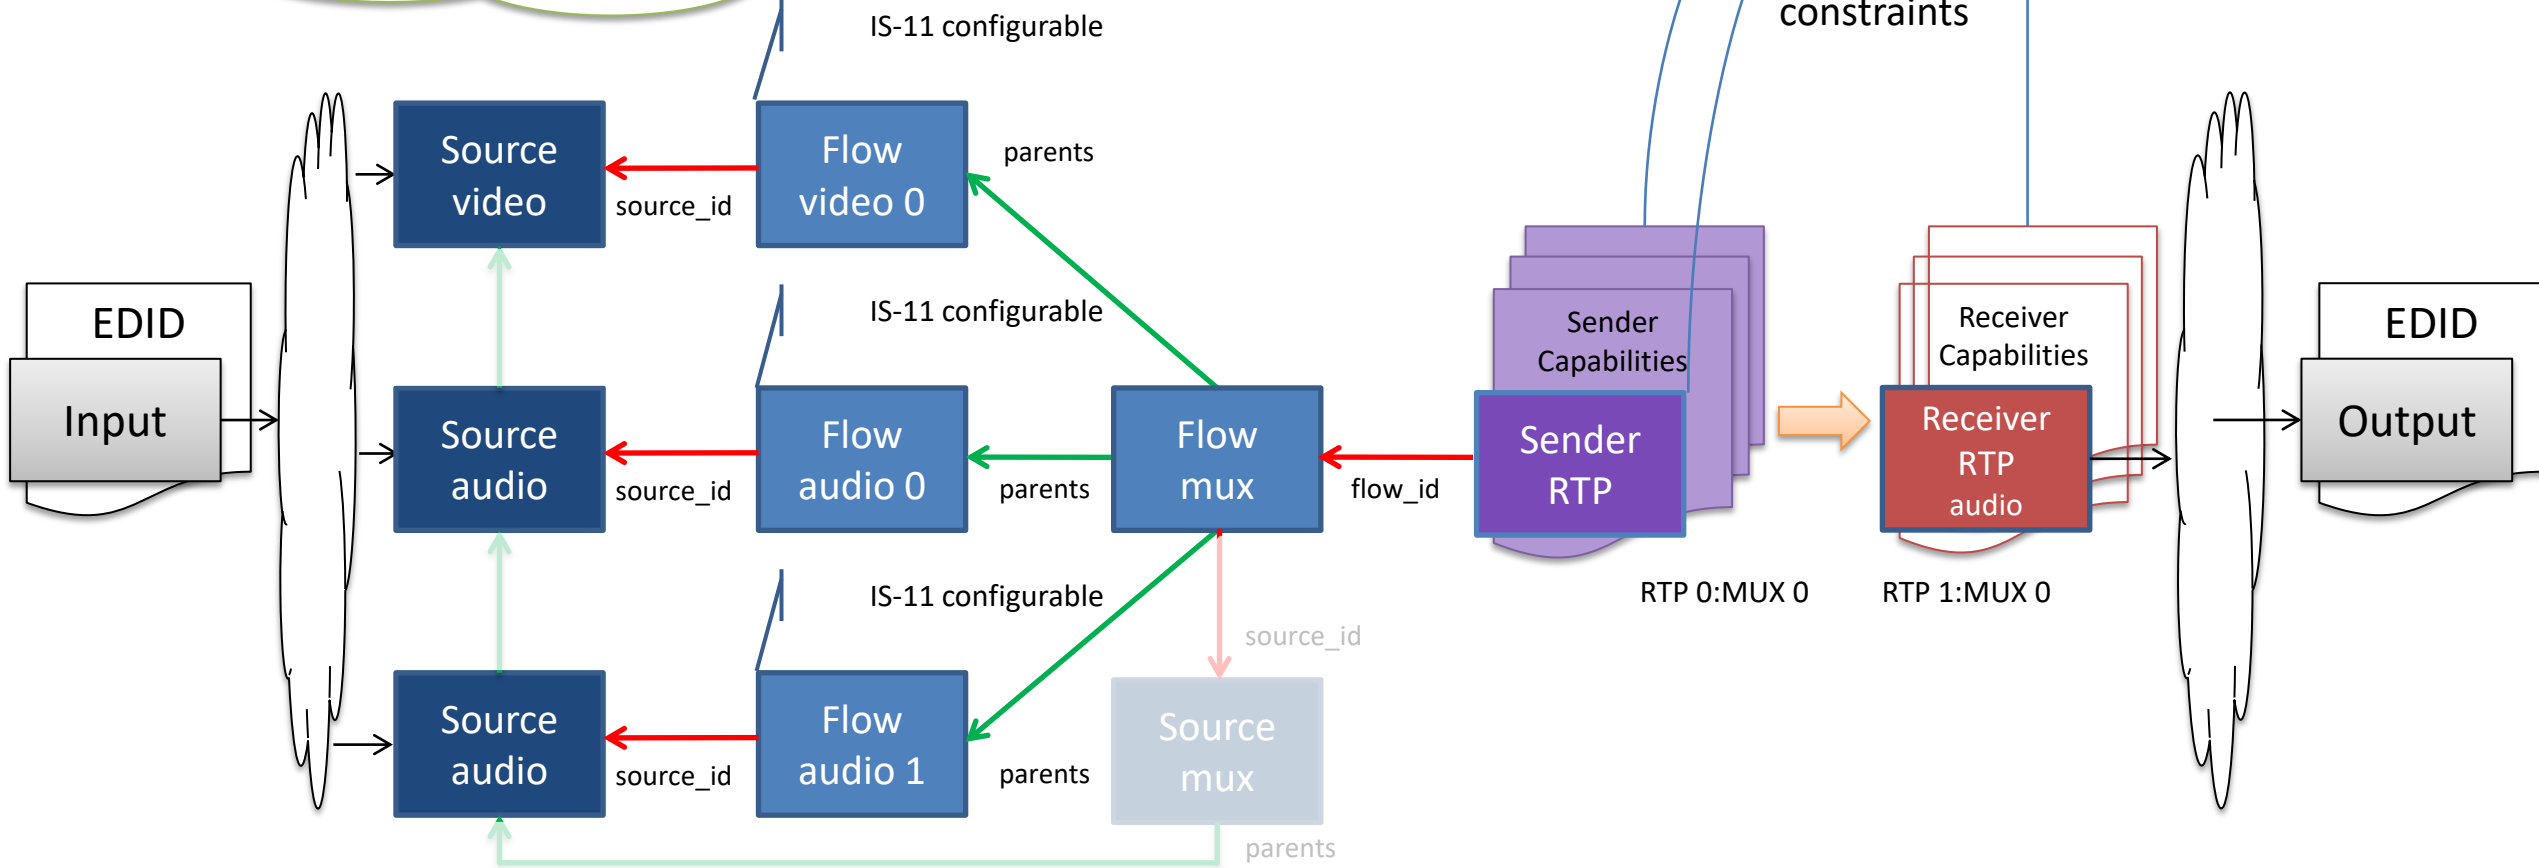 constraints
IS-11 configurable
Source
video
Flow
video 0
parents
source_id
EDID
IS-11 configurable
Sender
Capabilities
Receiver
Capabilities
EDID
Input
Source
audio
Flow
audio 0
Flow
mux
Sender
RTP
Receiver
RTP
audio
Output
source_id
parents
flow_id
IS-11 configurable
RTP 0:MUX 0
RTP 1:MUX 0
source_id
Source
audio
Flow
audio 1
Source
mux
source_id
parents
parents